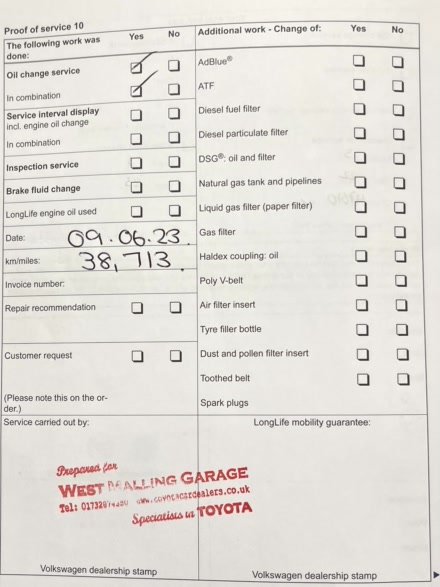 Proof of service 10
The following work was done:
Yes
No
Oil change service
In combination
Service interval display
incl. engine oil change
In combination
Inspection service
Brake fluid change
LongLife engine oil used
Date: 09.06.23
km/miles: 38,713
Invoice number:
Repair recommendation
Customer request
(Please note this on the or-
der.)
Service carried out by:
Prepared for
WEST MALLING GARAGE
Tel:
Specialists in TOYOTA
Volkswagen dealership stamp
Additional work - Change of:
Yes
No
AdBlue®
ATF
Diesel fuel filter
Diesel particulate filter
DSG®: oil and filter
Natural gas tank and pipelines
Liquid gas filter (paper filter)
Gas filter
Haldex coupling: oil
Poly V-belt
Air filter insert
Tyre filler bottle
Dust and pollen filter insert
Toothed belt
Spark plugs
LongLife mobility guarantee:
Volkswagen dealership stamp